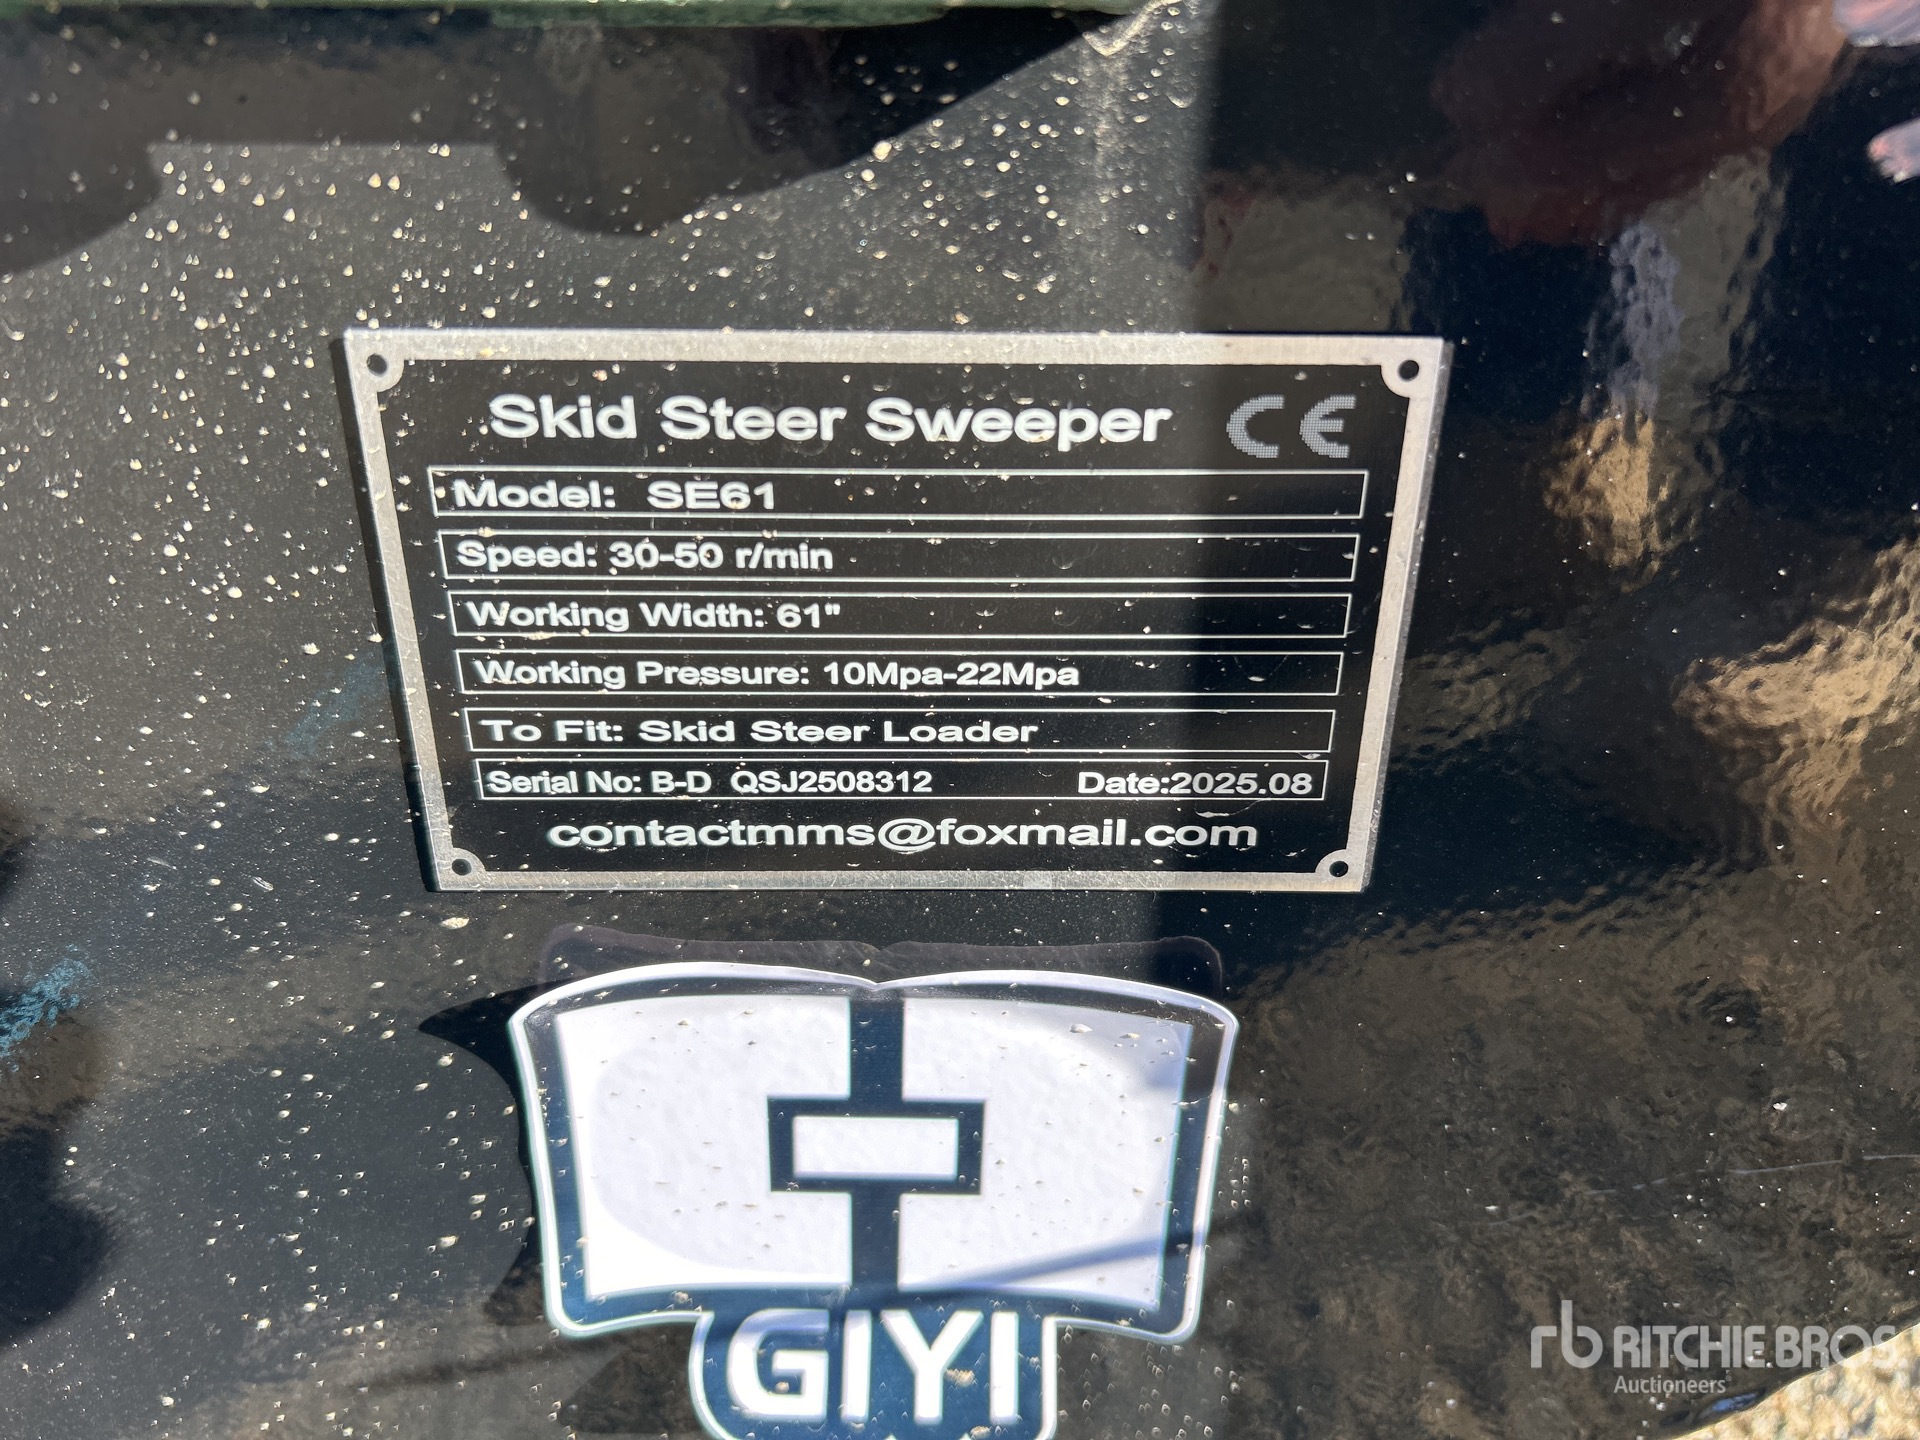 Skid Steer Sweeper CE
Model: SE61
Speed: 30-50 r/min
Working Width: 61"
Working Pressure: 10Mpa-22Mpa
To Fit: Skid Steer Loader
Serial No: B-D QSJ2508312 Date:2025.08
contactmms@foxmail.com
GIYI
rb RITCHIE BROS.
Auctioneers